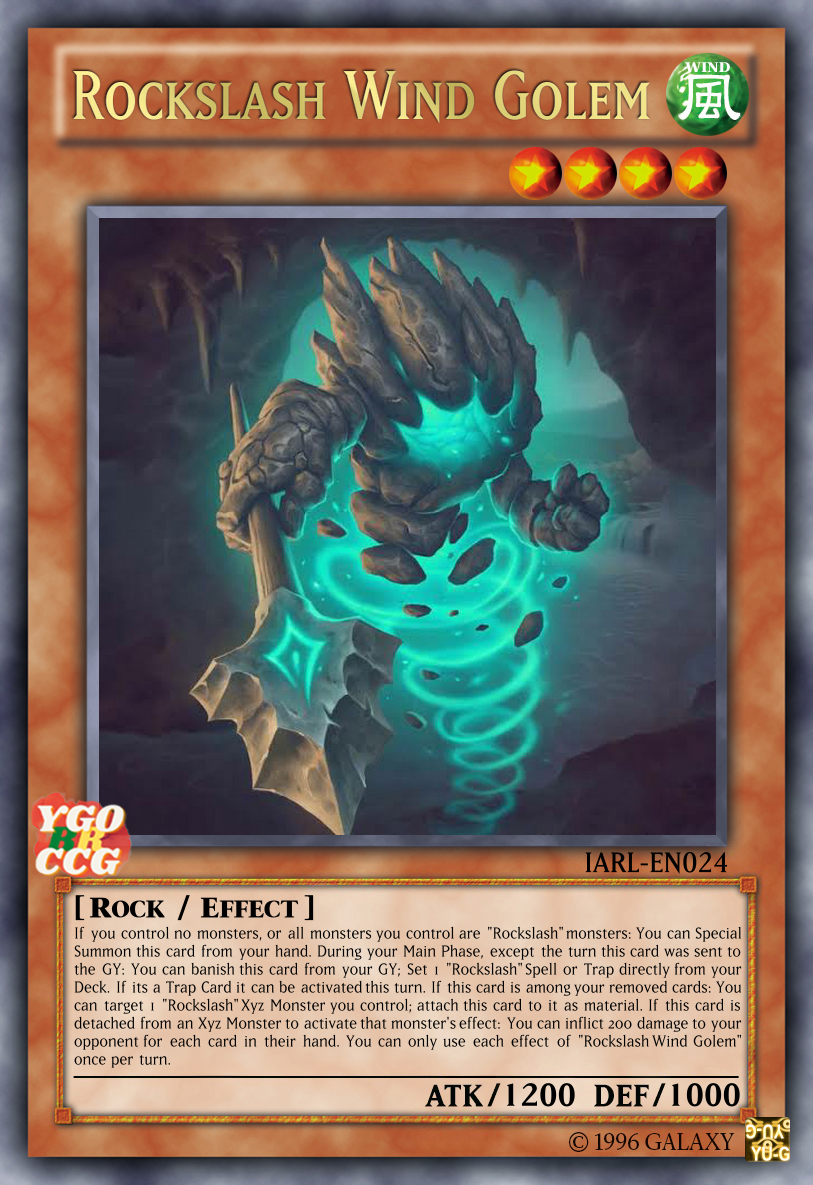 ROCKSLASH WIND GOLEM
WIND
風
YGO
BR
CCG
IARL-EN024
[ ROCK / EFFECT ]
If you control no monsters, or all monsters you control are "Rockslash" monsters: You can Special
Summon this card from your hand. During your Main Phase, except the turn this card was sent to
the GY: You can banish this card from your GY; Set 1 "Rockslash" Spell or Trap directly from your
Deck. If its a Trap Card it can be activated this turn. If this card is among your removed cards: You
can target 1 "Rockslash" Xyz Monster you control; attach this card to it as material. If this card is
detached from an Xyz Monster to activate that monster's effect: You can inflict 200 damage to your
opponent for each card in their hand. You can only use each effect of "Rockslash Wind Golem"
once per turn.
ATK/1200 DEF/1000
© 1996 GALAXY